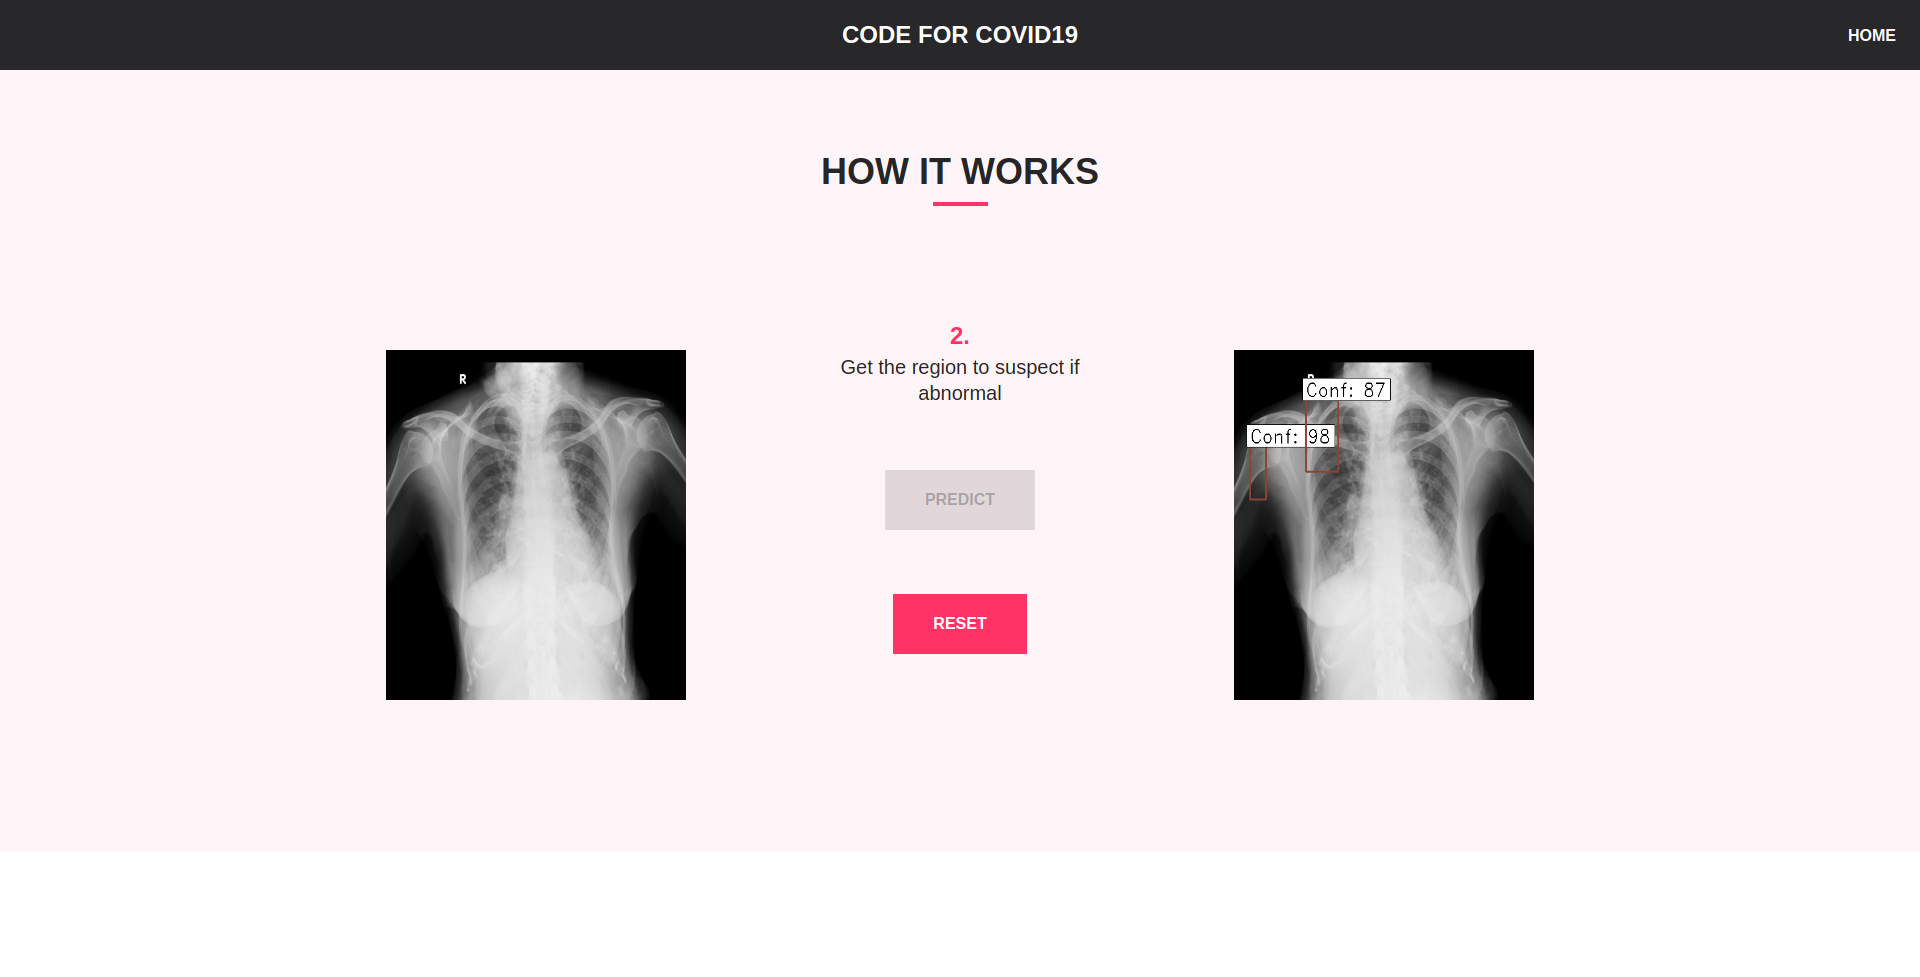 CODE FOR COVID19
HOME
HOW IT WORKS
2.
Get the region to suspect if
abnormal
PREDICT
RESET
R
Conf: 87
Conf: 98